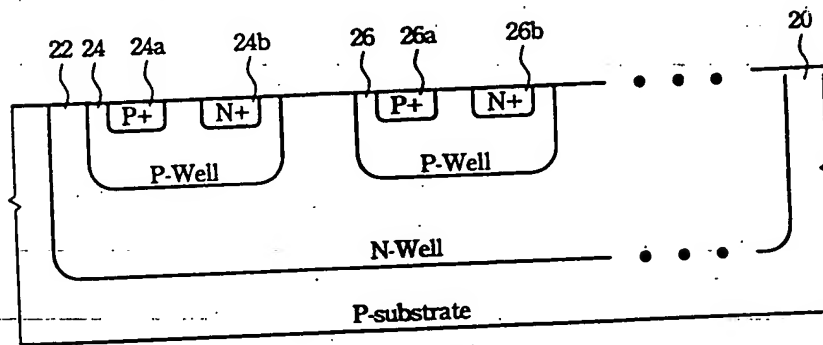 22 24 24a 24b 26 26a 26b 20
P+ N+ P+ N+
P-Well P-Well
N-Well
P-substrate